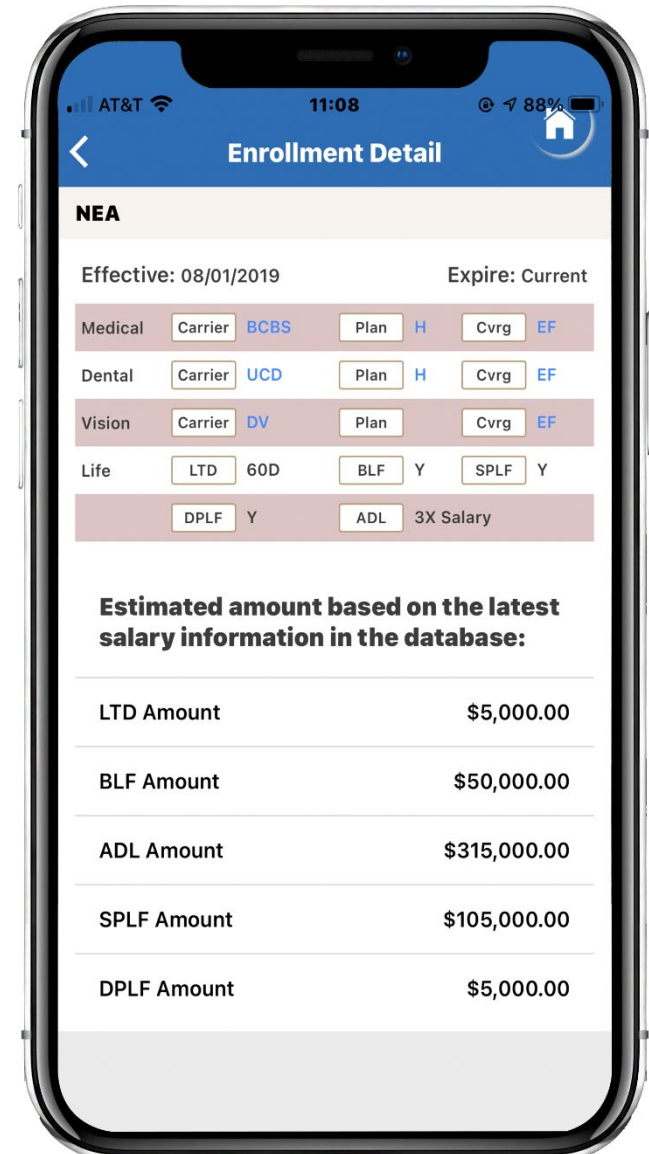 AT&T 11:08 88%
Enrollment Detail
NEA
Effective: 08/01/2019 Expire: Current
Medical Carrier BCBS Plan H Cvrg EF
Dental Carrier UCD Plan H Cvrg EF
Vision Carrier DV Plan Cvrg EF
Life LTD 60D BLF Y SPLF Y
DPLF Y ADL 3X Salary
Estimated amount based on the latest
salary information in the database:
LTD Amount $5,000.00
BLF Amount $50,000.00
ADL Amount $315,000.00
SPLF Amount $105,000.00
DPLF Amount $5,000.00